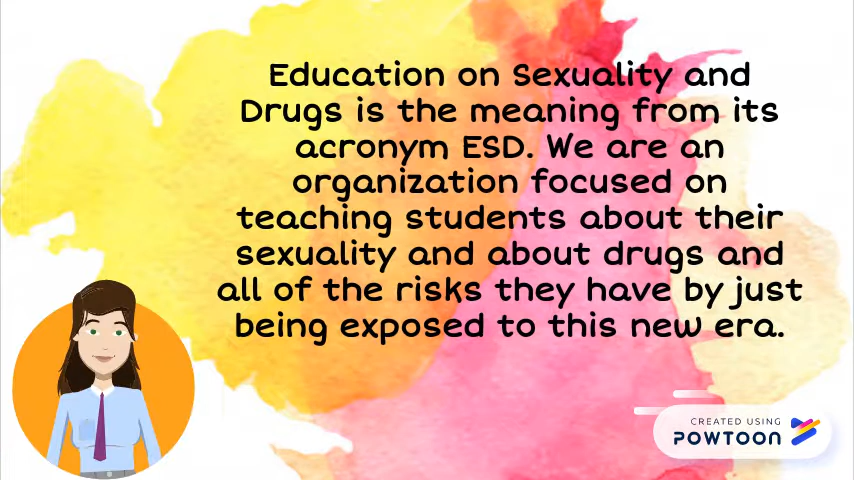 Education on Sexuality and
Drugs is the meaning from its
acronym ESD. We are an
organization focused on
teaching students about their
sexuality and about drugs and
all of the risks they have by just
being exposed to this new era.
CREATED USING
POWTOON